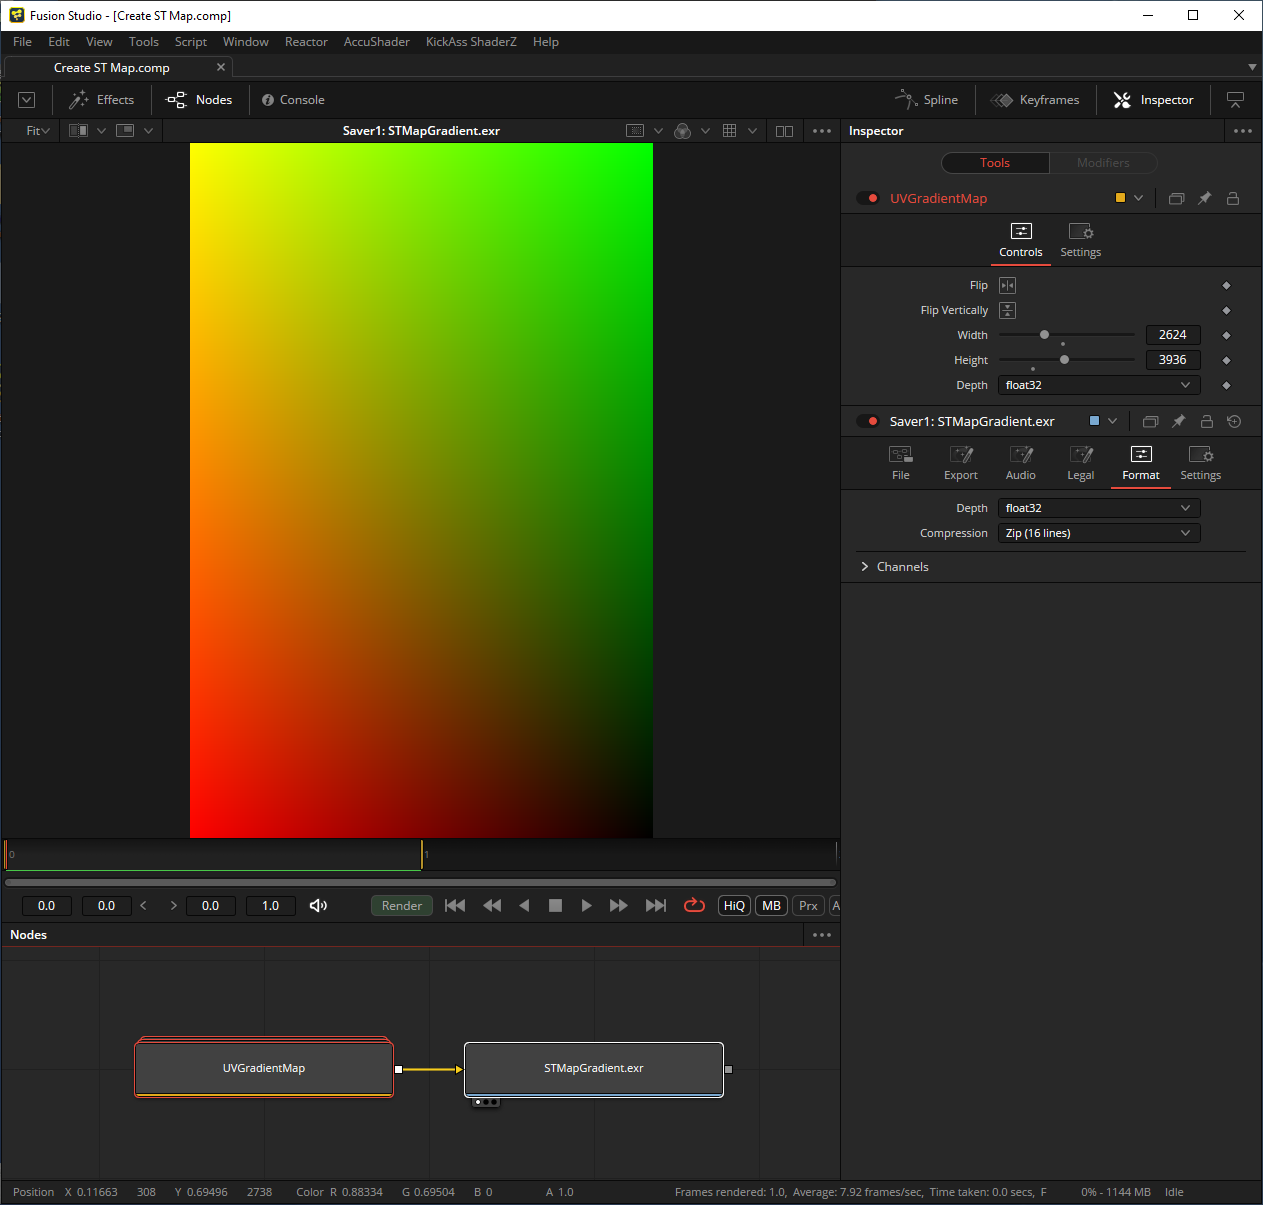 Fusion Studio - [Create ST Map.comp]
File Edit View Tools Script Window Reactor AccuShader KickAss ShaderZ Help
Create ST Map.comp
Effects Nodes Console Spline Keyframes Inspector
Fit Saver1: STMapGradient.exr Inspector
Tools Modifiers
UVGradientMap
Controls Settings
Flip
Flip Vertically
Width 2624
Height 3936
Depth float32
Saver1: STMapGradient.exr
File Export Audio Legal Format Settings
Depth float32
Compression Zip (16 lines)
Channels
0 1
0.0 0.0 0.0 1.0 Render HiQ MB Prx A
Nodes
UVGradientMap STMapGradient.exr
Position X 0.11663 308 Y 0.69496 2738 Color R 0.88334 G 0.69504 B 0 A 1.0 Frames rendered: 1.0, Average: 7.92 frames/sec, Time taken: 0.0 secs, F 0% - 1144 MB Idle